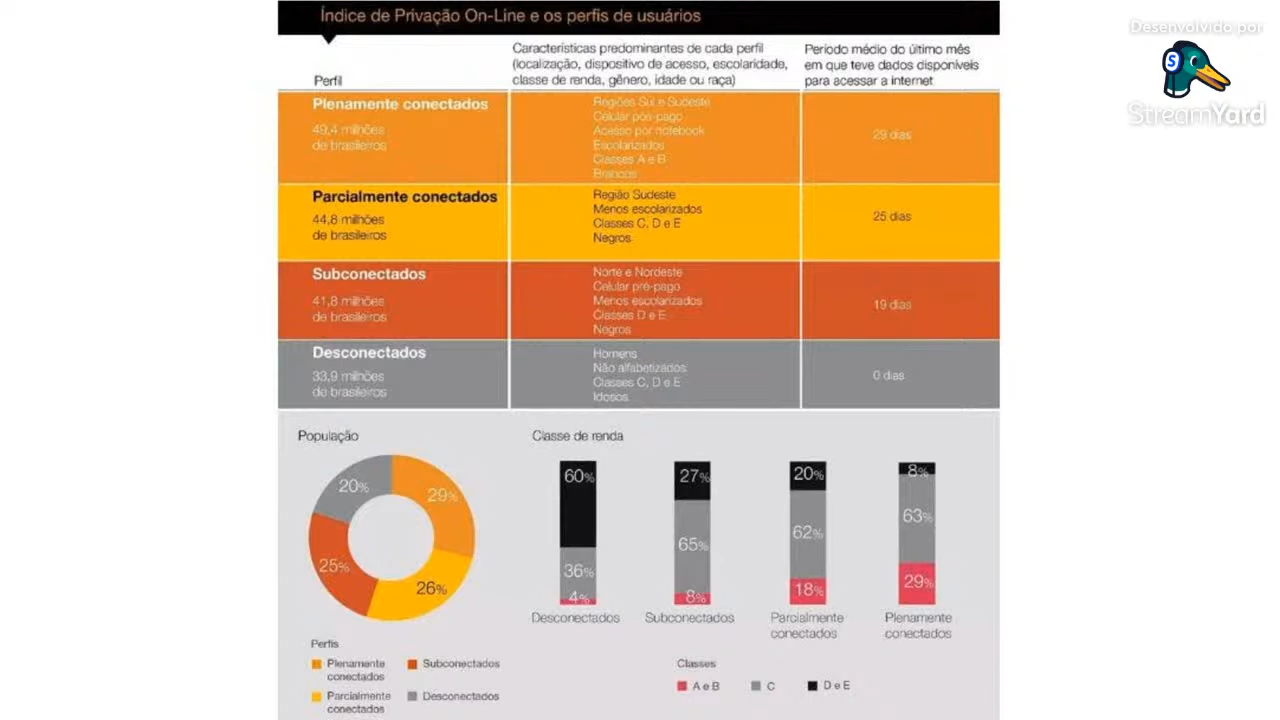 Índice de Privação On-Line e os perfis de usuários
Desenvolvido por
StreamYard
Perfil
Características predominantes de cada perfil
(localização, dispositivo de acesso, escolaridade,
classe de renda, gênero, idade ou raça)
Período médio do último mês
em que teve dados disponíveis
para acessar a internet
Plenamente conectados
49,4 milhões
de brasileiros
Regiões Sul e Sudeste
Celular pós-pago
Acesso por notebook
Escolarizados
Classes A e B
Brancos
29 dias
Parcialmente conectados
44,8 milhões
de brasileiros
Região Sudeste
Menos escolarizados
Classes C, D e E
Negros
25 dias
Subconectados
41,8 milhões
de brasileiros
Norte e Nordeste
Celular pré-pago
Menos escolarizados
Classes D e E
Negros
19 dias
Desconectados
33,9 milhões
de brasileiros
Homens
Não alfabetizados
Classes C, D e E
Idosos
0 dias
População
20%
29%
25%
26%
Perfis
Plenamente
conectados
Subconectados
Parcialmente
conectados
Desconectados
Classe de renda
60%
36%
4%
Desconectados
27%
65%
8%
Subconectados
20%
62%
18%
Parcialmente
conectados
8%
63%
29%
Plenamente
conectados
Classes
A e B
C
D e E